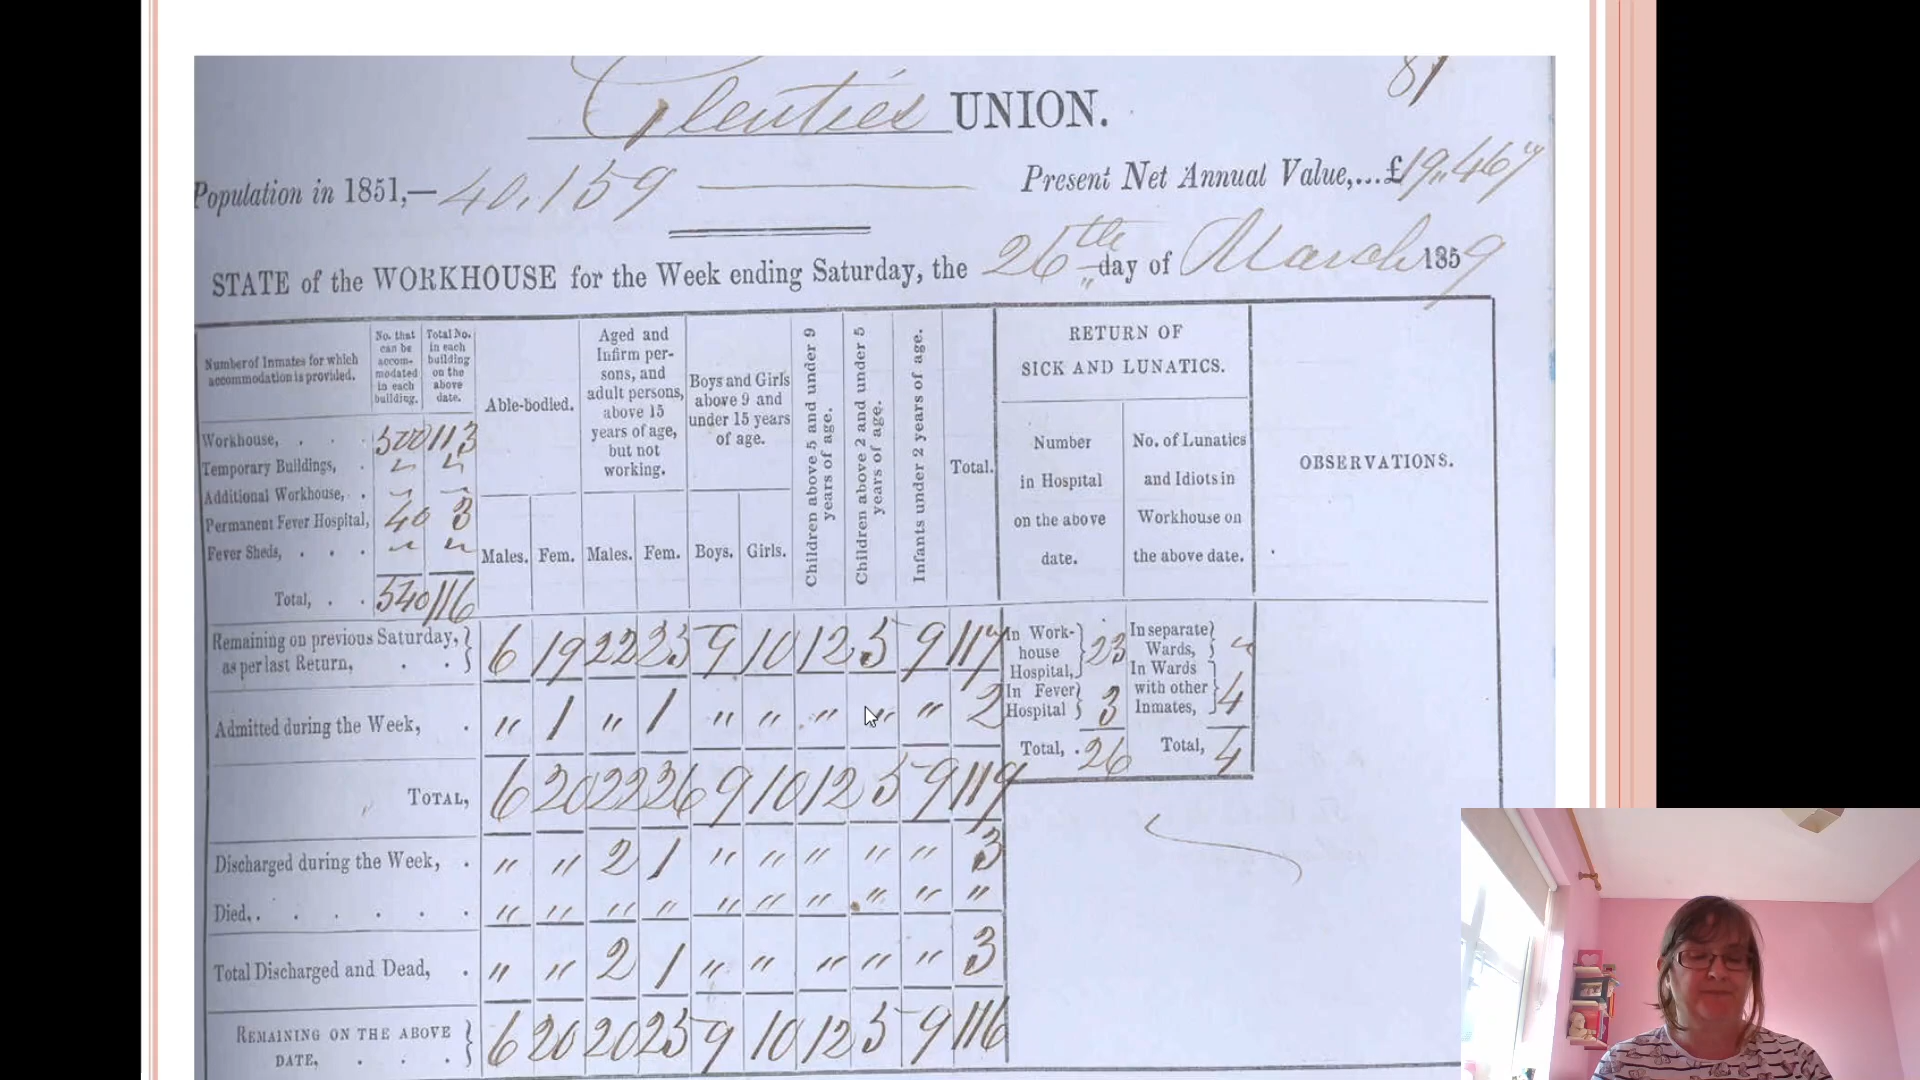 81
Glenties UNION.
Population in 1851,— 40,159
Present Net Annual Value,...£19,,467
STATE of the WORKHOUSE for the Week ending Saturday, the 26th day of March 1859
Number of Inmates for which accommodation is provided.
No. that can be accommodated in each building.
Total No. in each building on the above date.
Workhouse, . . . 500 113
Temporary Buildings, . " "
Additional Workhouse, . . " "
Permanent Fever Hospital, 40 3
Fever Sheds, . . . " "
Total, . . 540 116
Able-bodied.
Males. Fem.
Aged and Infirm persons, and adult persons, above 15 years of age, but not working.
Males. Fem.
Boys and Girls above 9 and under 15 years of age.
Boys. Girls.
Children above 5 and under 9 years of age.
Children above 2 and under 5 years of age.
Infants under 2 years of age.
Total.
RETURN OF
SICK AND LUNATICS.
Number
in Hospital
on the above
date.
No. of Lunatics
and Idiots in
Workhouse on
the above date.
OBSERVATIONS.
Remaining on previous Saturday, as per last Return, . . 6 19 22 25 9 10 12 5 9 117
Admitted during the Week, . " 1 " 1 " " " " " 2
TOTAL, 6 20 22 26 9 10 12 5 9 119
Discharged during the Week, . " " 2 1 " " " " " 3
Died, . . . . . . " " " " " " " " " "
Total Discharged and Dead, . " " 2 1 " " " " " 3
REMAINING ON THE ABOVE DATE, . . . 6 20 20 25 9 10 12 5 9 116
In Workhouse Hospital, 23
In Fever Hospital 3
Total, . 26
In separate Wards, "
In Wards with other Inmates, 4
Total, 4